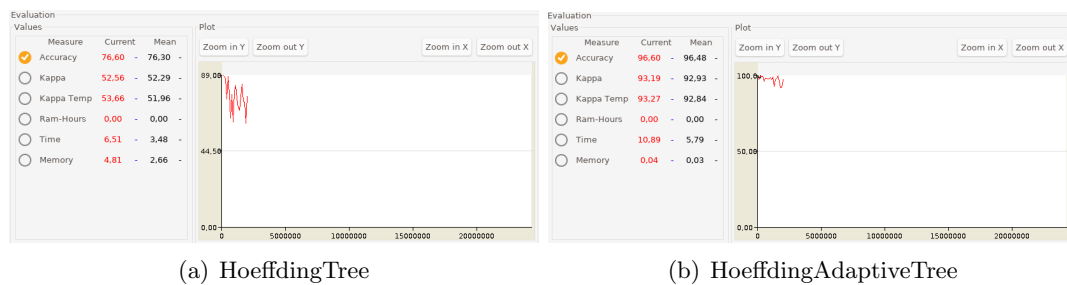 Evaluation
Values
Measure Current Mean
Accuracy 76,60 - 76,30 -
Kappa 52,56 - 52,29 -
Kappa Temp 53,66 - 51,96 -
Ram-Hours 0,00 - 0,00 -
Time 6,51 - 3,48 -
Memory 4,81 - 2,66 -
Plot
Zoom in Y Zoom out Y Zoom in X Zoom out X
89,00
44,50
0,00
0 5000000 10000000 15000000 20000000
(a) HoeffdingTree
Evaluation
Values
Measure Current Mean
Accuracy 96,60 - 96,48 -
Kappa 93,19 - 92,93 -
Kappa Temp 93,27 - 92,84 -
Ram-Hours 0,00 - 0,00 -
Time 10,89 - 5,79 -
Memory 0,04 - 0,03 -
Plot
Zoom in Y Zoom out Y Zoom in X Zoom out X
100,0
50,00
0,00
0 5000000 10000000 15000000 20000000
(b) HoeffdingAdaptiveTree